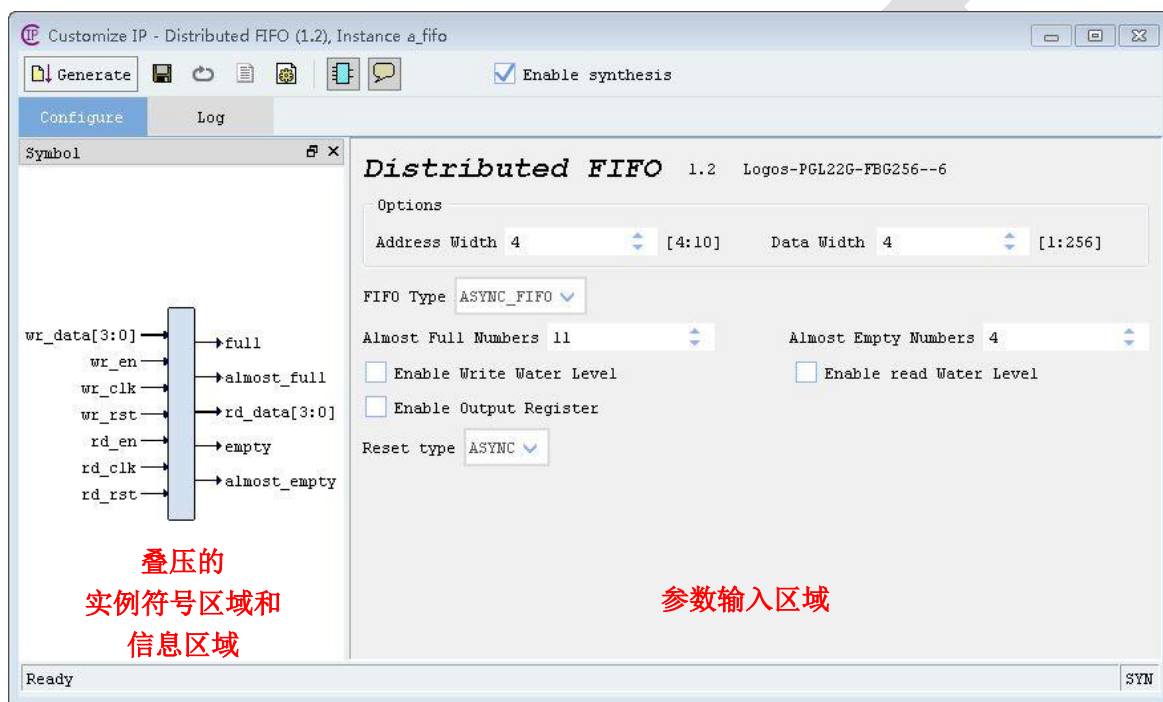 Customize IP - Distributed FIFO (1.2), Instance a_fifo
Generate
Enable synthesis
Configure Log
Symbol
wr_data[3:0]
wr_en
wr_clk
wr_rst
rd_en
rd_clk
rd_rst
full
almost_full
rd_data[3:0]
empty
almost_empty
叠压的
实例符号区域和
信息区域
Distributed FIFO 1.2 Logos-PGL22G-FBG256--6
Options
Address Width 4 [4:10] Data Width 4 [1:256]
FIFO Type ASYNC_FIFO
Almost Full Numbers 11 Almost Empty Numbers 4
Enable Write Water Level Enable read Water Level
Enable Output Register
Reset type ASYNC
参数输入区域
Ready SYN